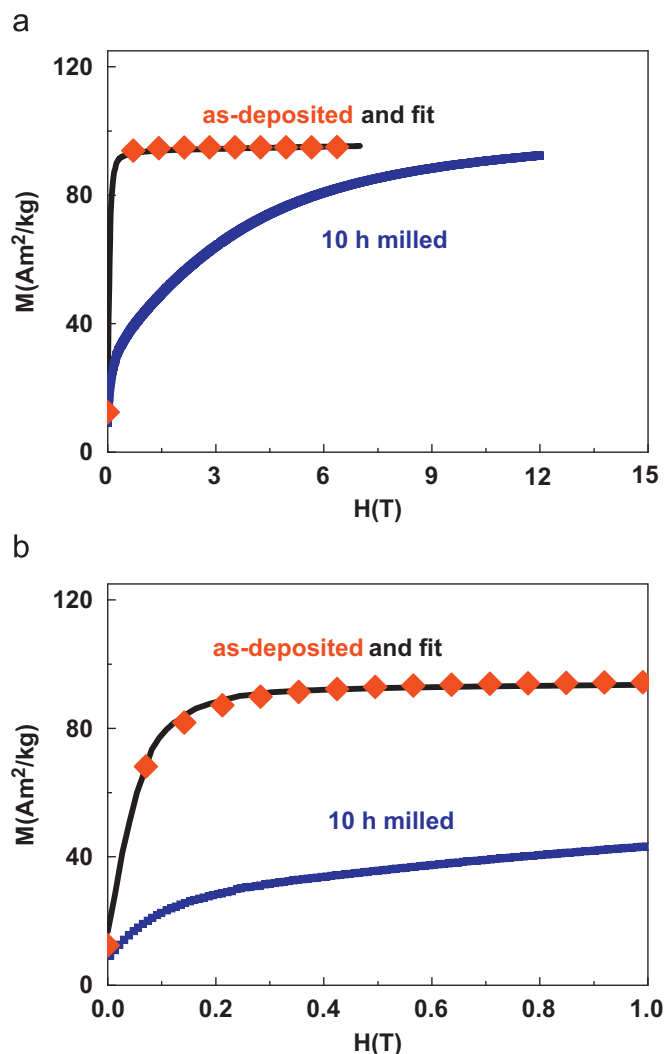 a
120
80
40
0
M(Am²/kg)
as-deposited and fit
10 h milled
0 3 6 9 12 15
H(T)
b
120
80
40
0
M(Am²/kg)
as-deposited and fit
10 h milled
0.0 0.2 0.4 0.6 0.8 1.0
H(T)